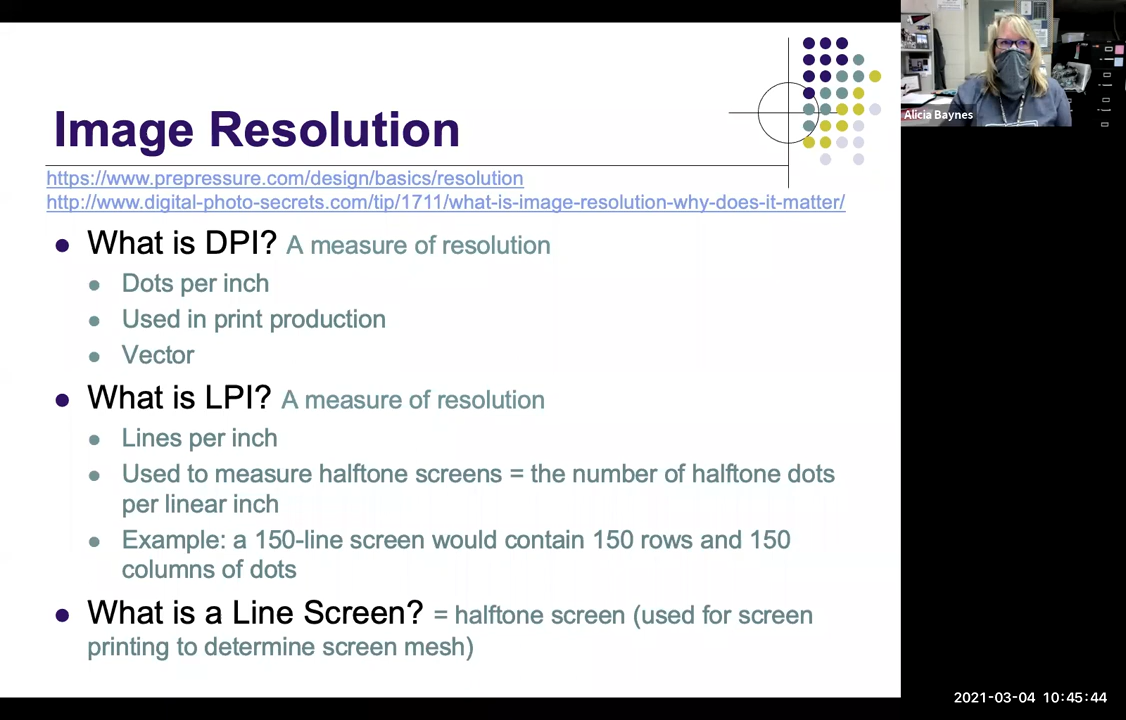 Image Resolution
https://www.prepressure.com/design/basics/resolution
http://www.digital-photo-secrets.com/tip/1711/what-is-image-resolution-why-does-it-matter/
What is DPI? A measure of resolution
Dots per inch
Used in print production
Vector
What is LPI? A measure of resolution
Lines per inch
Used to measure halftone screens = the number of halftone dots
per linear inch
Example: a 150-line screen would contain 150 rows and 150
columns of dots
What is a Line Screen? = halftone screen (used for screen
printing to determine screen mesh)
Alicia Baynes
2021-03-04 10:45:44